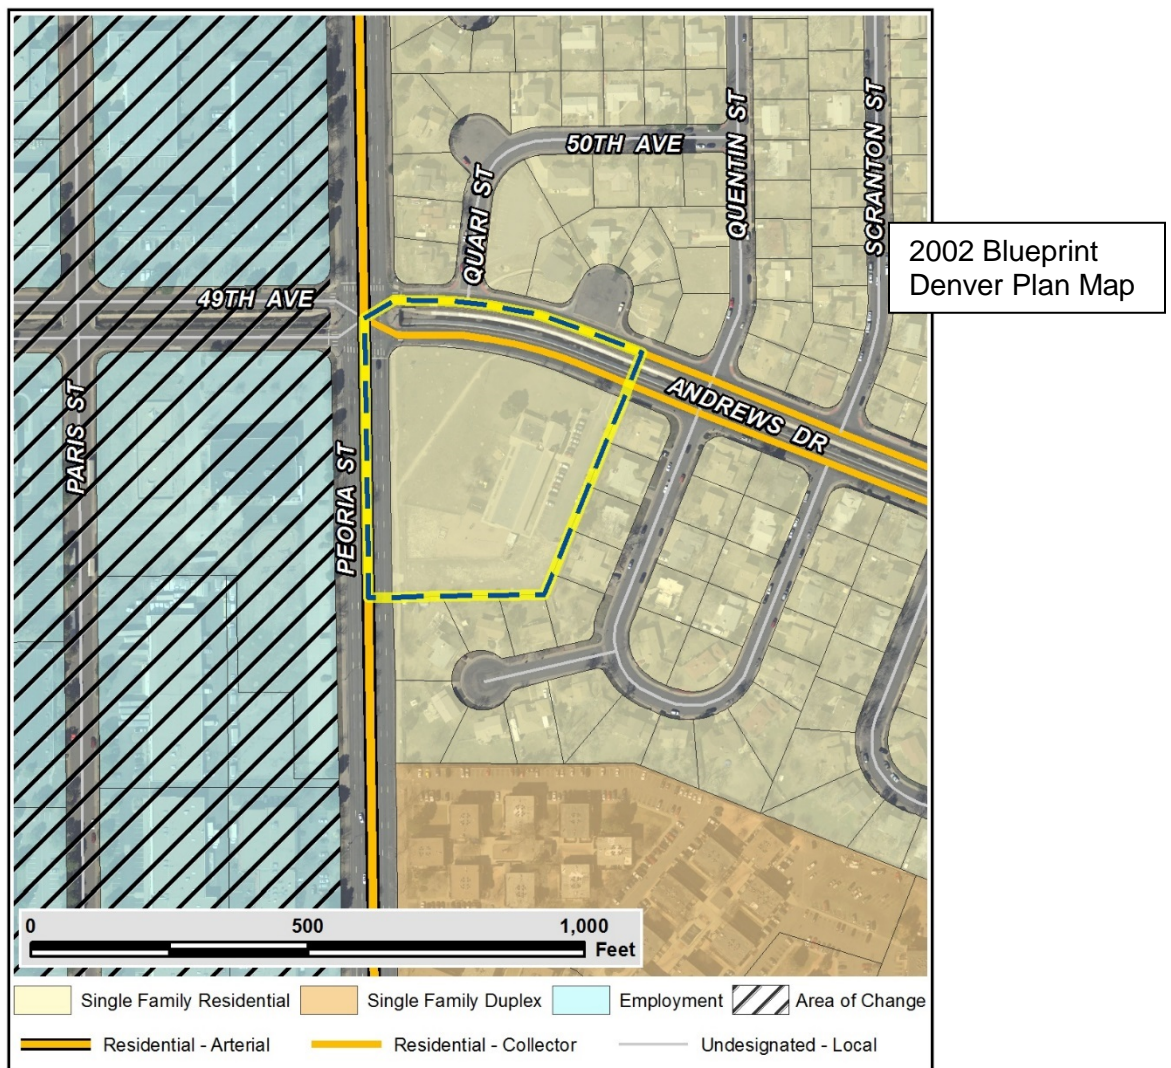 50TH AVE
QUENTIN ST
SCRANTON ST
QUARI ST
2002 Blueprint
Denver Plan Map
49TH AVE
PARIS ST
PEORIA ST
ANDREWS DR
0 500 1,000
Feet
Single Family Residential Single Family Duplex Employment Area of Change
Residential - Arterial Residential - Collector Undesignated - Local